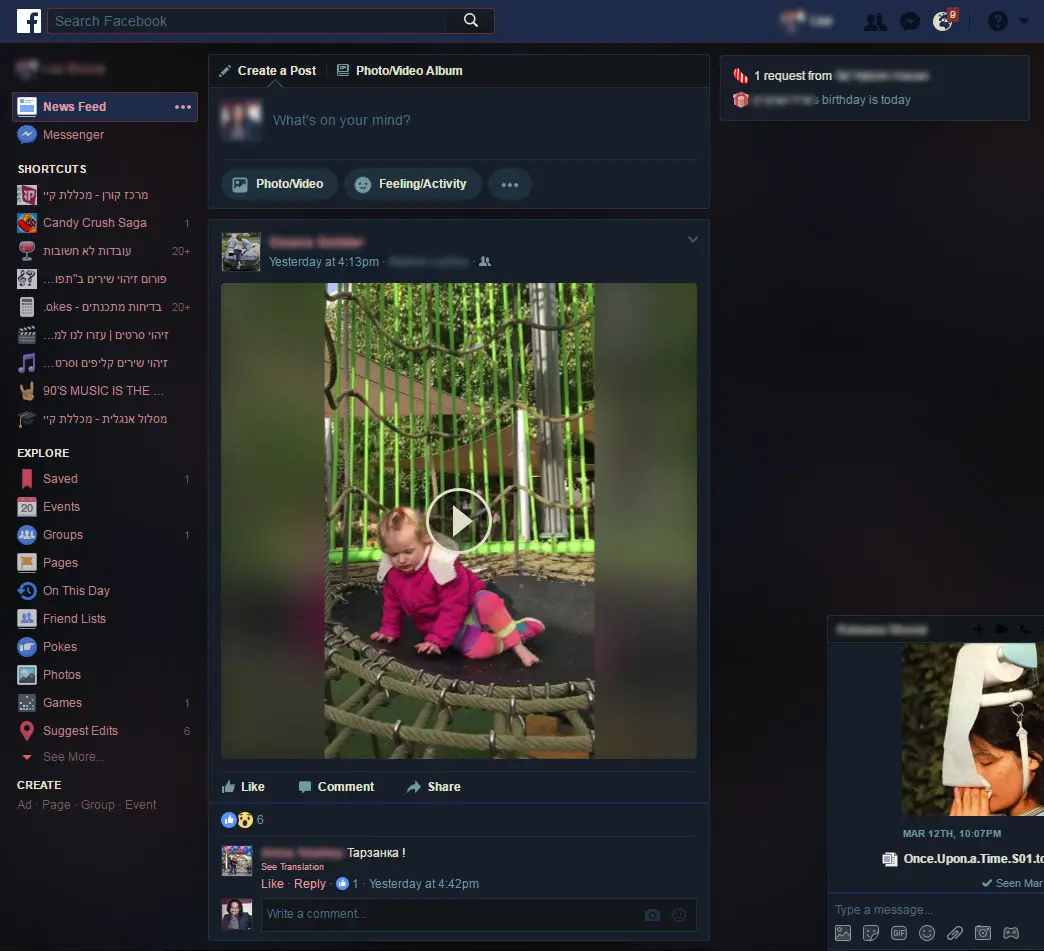 Search Facebook
9
News Feed
Messenger
SHORTCUTS
מרכז קורן - מכללת קיי
Candy Crush Saga 1
עובדות לא חשובות 20+
פורום זיהוי שירים ב"תפו...
בדיחות מתכנתים - okes. 20+
זיהוי סרטים | עזרו לנו למ...
זיהוי שירים קליפים וסרט...
90'S MUSIC IS THE ...
מסלול אנגלית - מכללת קיי
EXPLORE
Saved 1
20 Events
Groups 1
Pages
On This Day
Friend Lists
Pokes
Photos
Games 1
Suggest Edits 6
See More...
CREATE
Ad · Page · Group · Event
Create a Post Photo/Video Album
What's on your mind?
Photo/Video Feeling/Activity
Yesterday at 4:13pm
Like Comment Share
6
Тарзанка !
See Translation
Like · Reply · 1 · Yesterday at 4:42pm
Write a comment...
1 request from
birthday is today
MAR 12TH, 10:07PM
Once.Upon.a.Time.S01.to
Seen Mar
Type a message...
GIF